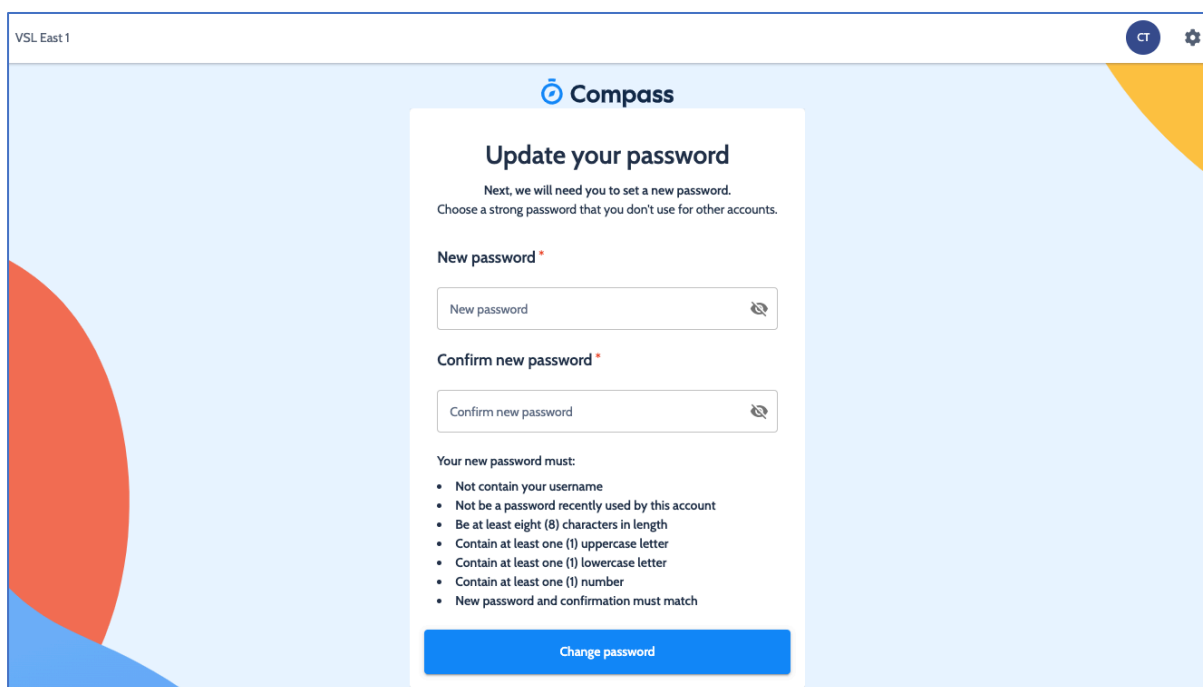 VSL East 1
CT
Compass
Update your password
Next, we will need you to set a new password.
Choose a strong password that you don't use for other accounts.
New password *
New password
Confirm new password *
Confirm new password
Your new password must:
• Not contain your username
• Not be a password recently used by this account
• Be at least eight (8) characters in length
• Contain at least one (1) uppercase letter
• Contain at least one (1) lowercase letter
• Contain at least one (1) number
• New password and confirmation must match
Change password